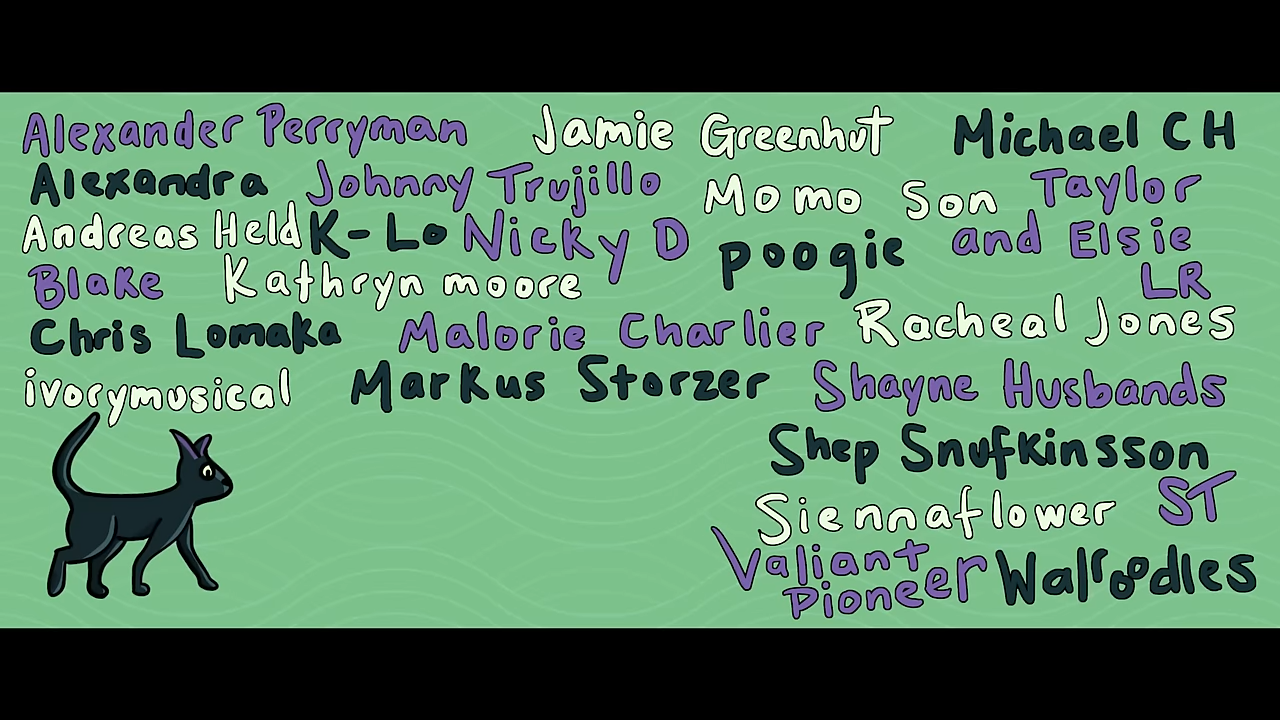 Alexander Perryman
Jamie Greenhut
Michael CH
Alexandra
Johnny Trujillo
Momo Son
Taylor
and Elsie
LR
Andreas Held
K-Lo
Nicky D
poogie
Blake
Kathryn moore
Chris Lomaka
Malorie Charlier
Racheal Jones
ivorymusical
Markus Storzer
Shayne Husbands
Shep Snufkinsson
Siennaflower
ST
Valiant
Pioneer
Walroodles